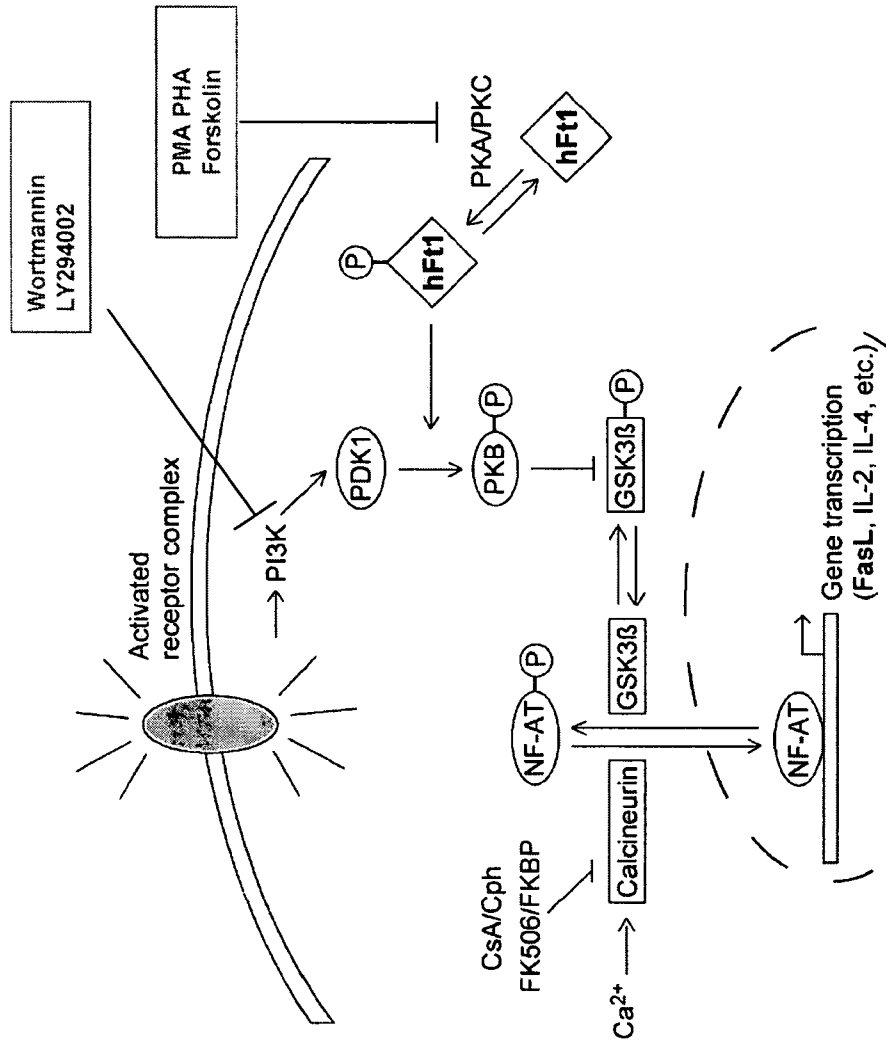 Wortmannin
LY294002
PMA PHA
Forskolin
Activated
receptor complex
PI3K
PDK1
PKB
P
GSK3ß
P
P
hFt1
PKA/PKC
hFt1
NF-AT
P
GSK3ß
CsA/Cph
FK506/FKBP
Ca²⁺
Calcineurin
NF-AT
Gene transcription
(FasL, IL-2, IL-4, etc.)